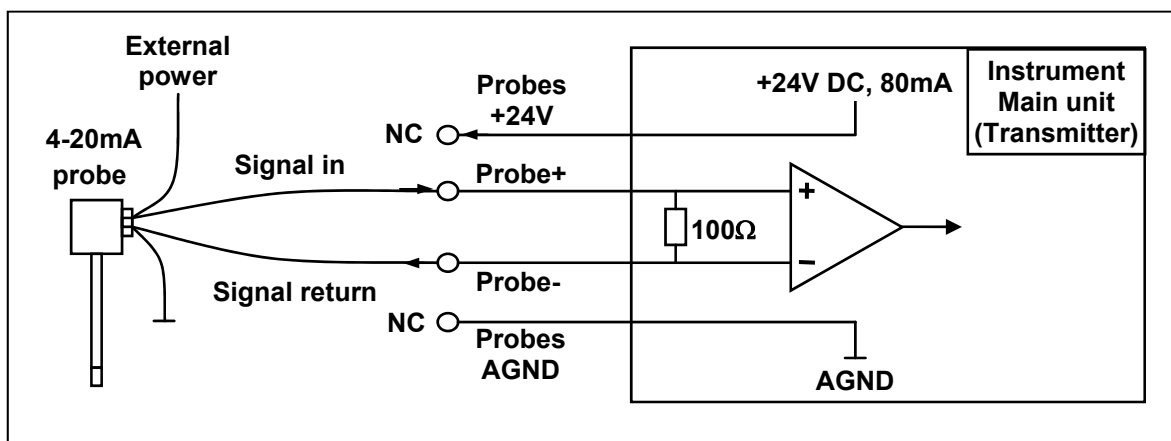 External
power
4-20mA
probe
Signal in
Signal return
Probes
+24V
NC
Probe+
Probe-
NC
Probes
AGND
+24V DC, 80mA
Instrument
Main unit
(Transmitter)
+
100Ω
−
AGND